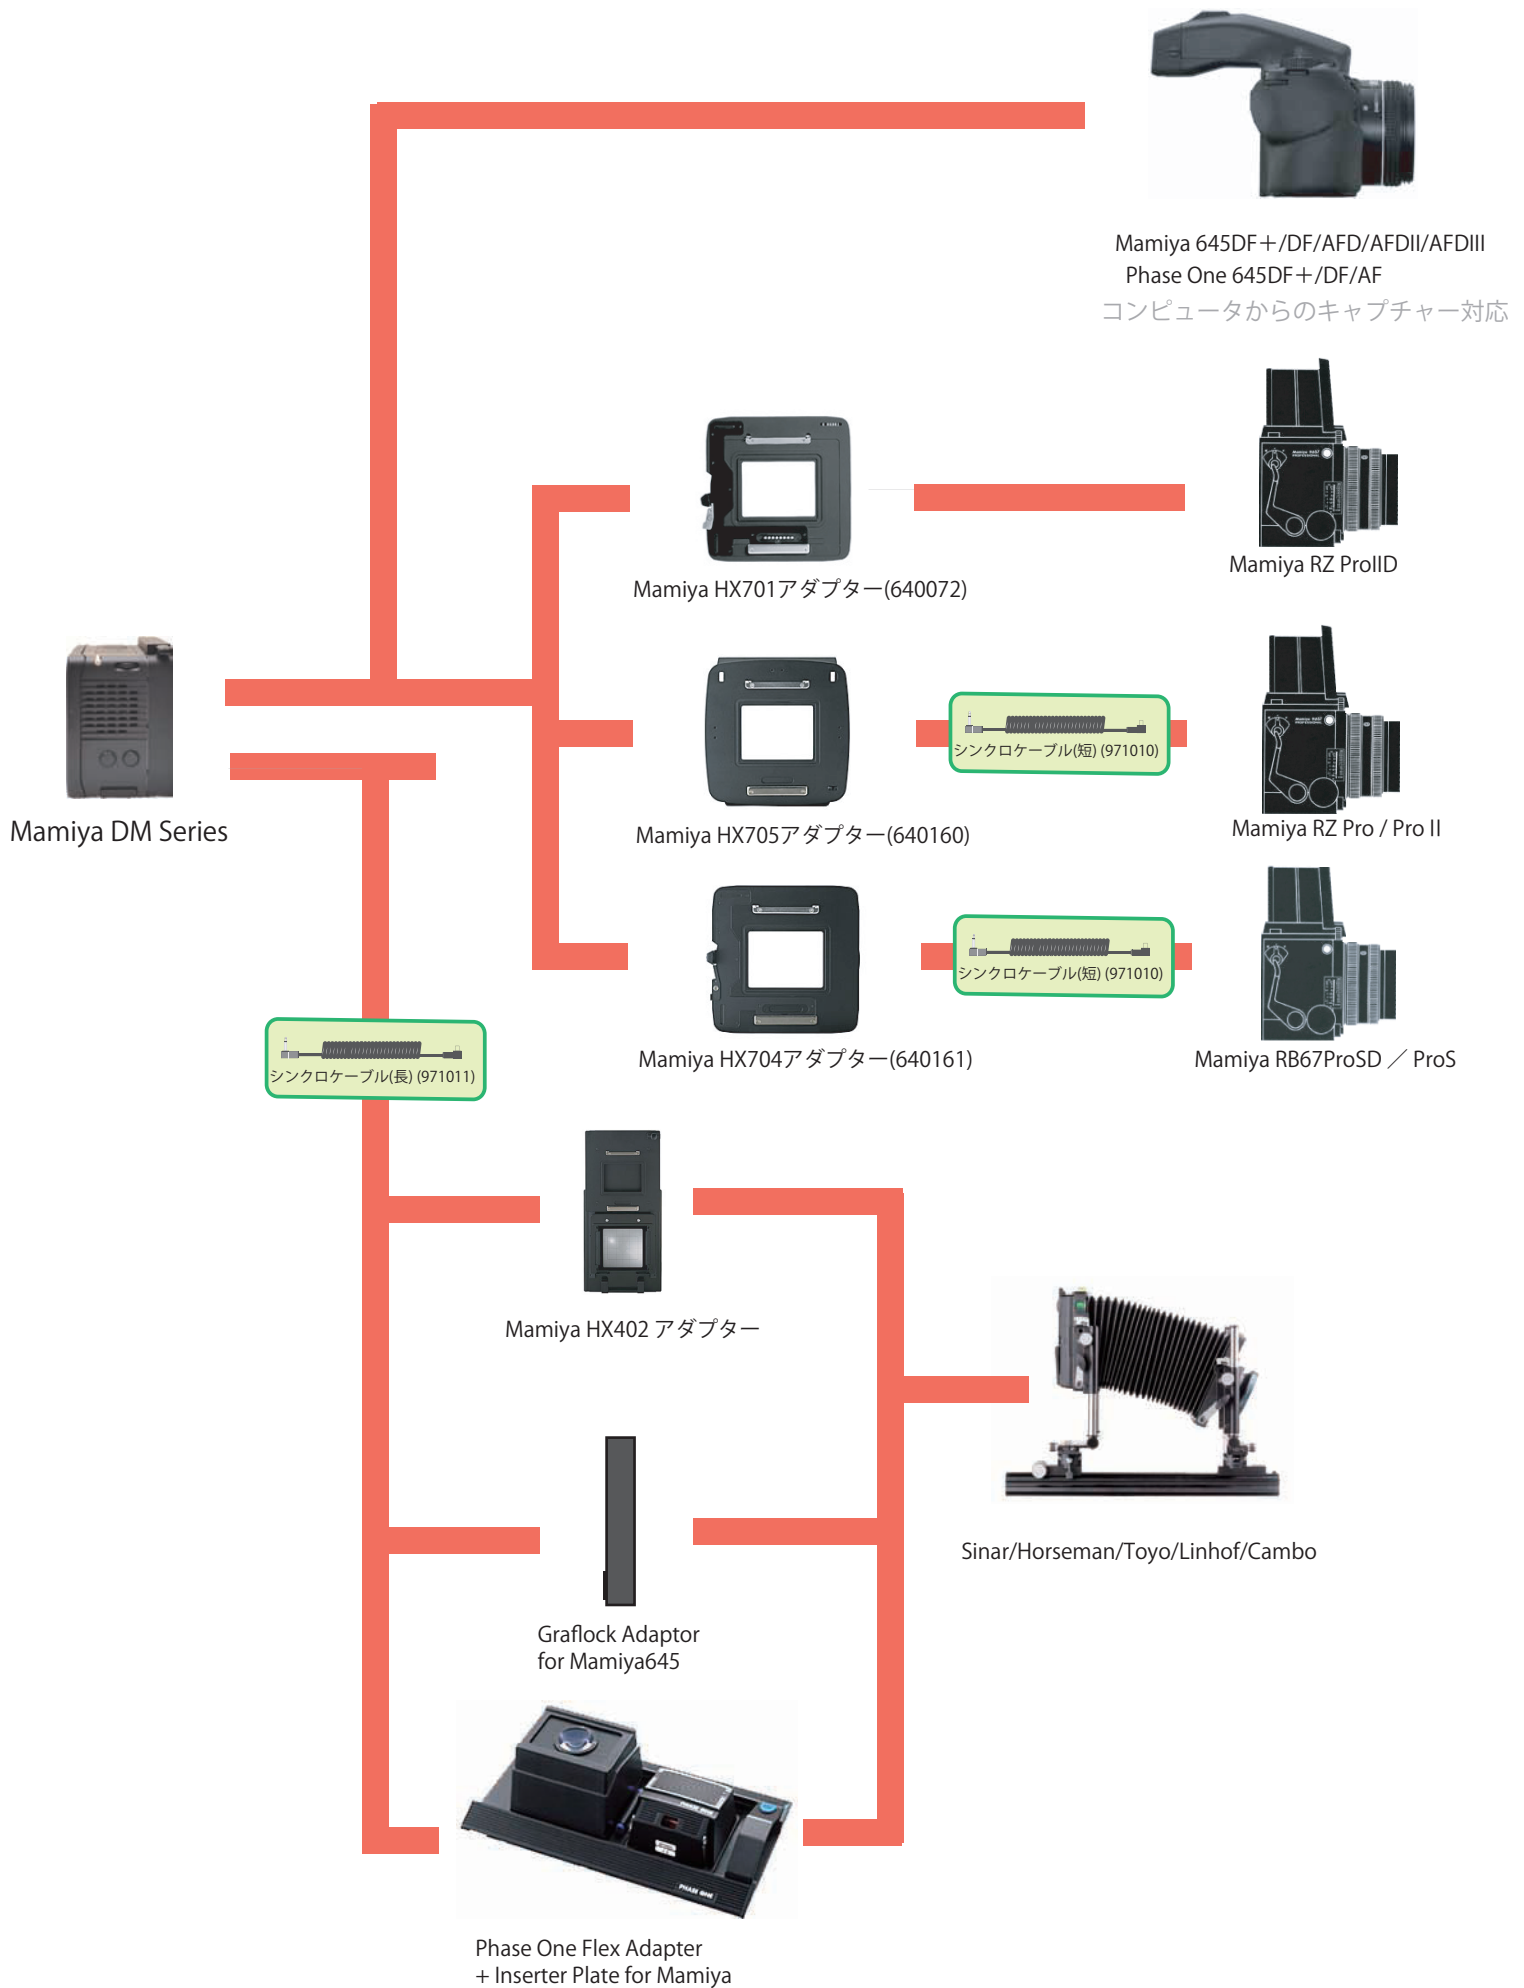 Mamiya 645DF＋/DF/AFD/AFDII/AFDIII
Phase One 645DF＋/DF/AF
コンピュータからのキャプチャー対応
Mamiya RZ ProIID
Mamiya HX701アダプター(640072)
シンクロケーブル(短) (971010)
Mamiya DM Series
Mamiya HX705アダプター(640160)
Mamiya RZ Pro / Pro II
シンクロケーブル(短) (971010)
Mamiya HX704アダプター(640161)
Mamiya RB67ProSD ／ ProS
シンクロケーブル(長) (971011)
Mamiya HX402 アダプター
Sinar/Horseman/Toyo/Linhof/Cambo
Graflock Adaptor
for Mamiya645
PHASE ONE
PHASE ONE
Phase One Flex Adapter
+ Inserter Plate for Mamiya